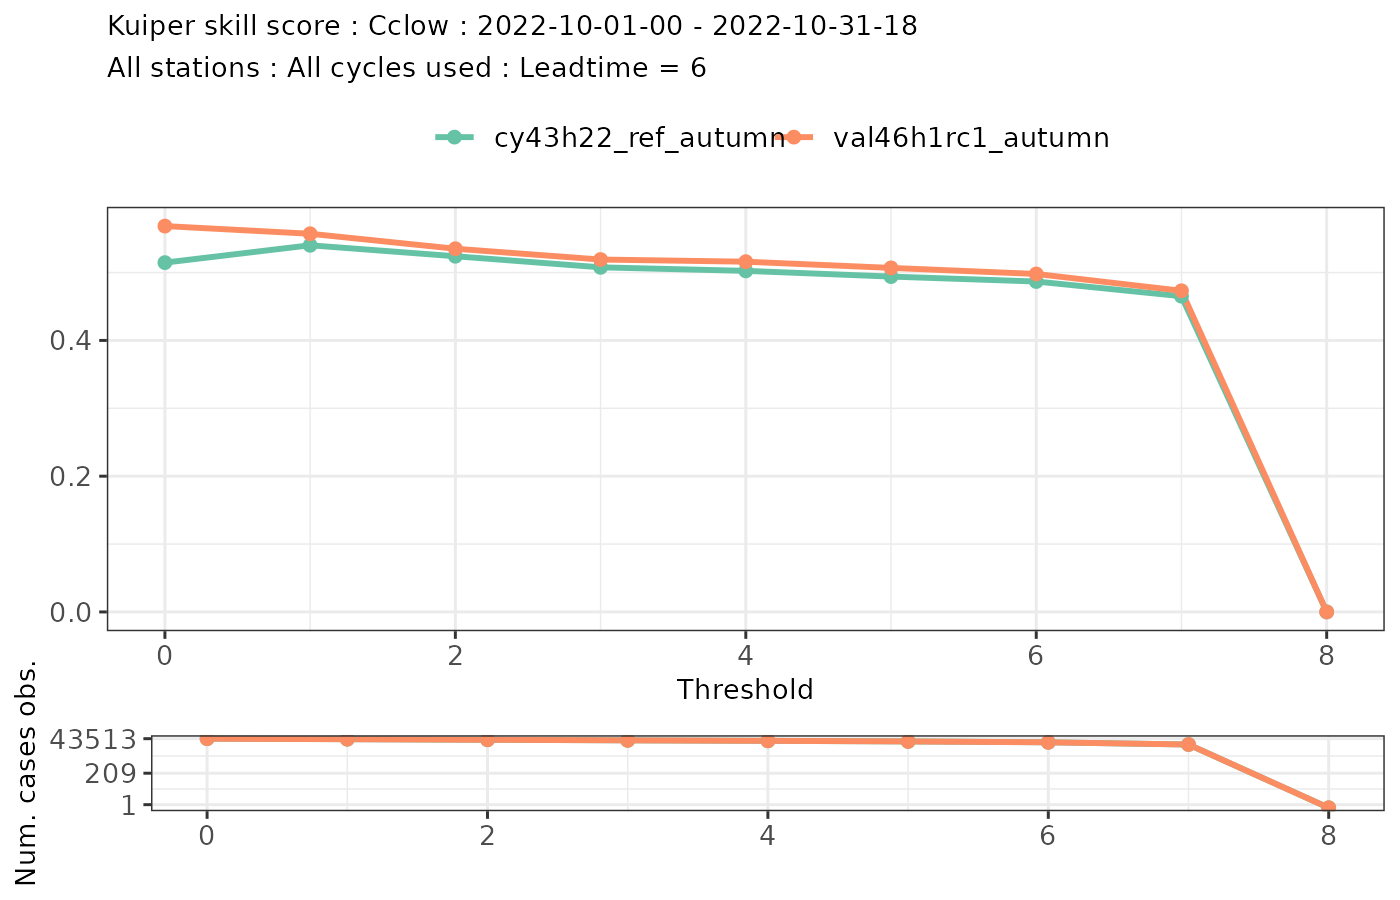 Kuiper skill score : Cclow : 2022-10-01-00 - 2022-10-31-18
All stations : All cycles used : Leadtime = 6
cy43h22_ref_autumn val46h1rc1_autumn
0.4
0.2
0.0
0 2 4 6 8
Threshold
Num. cases obs.
43513
209
1
0 2 4 6 8